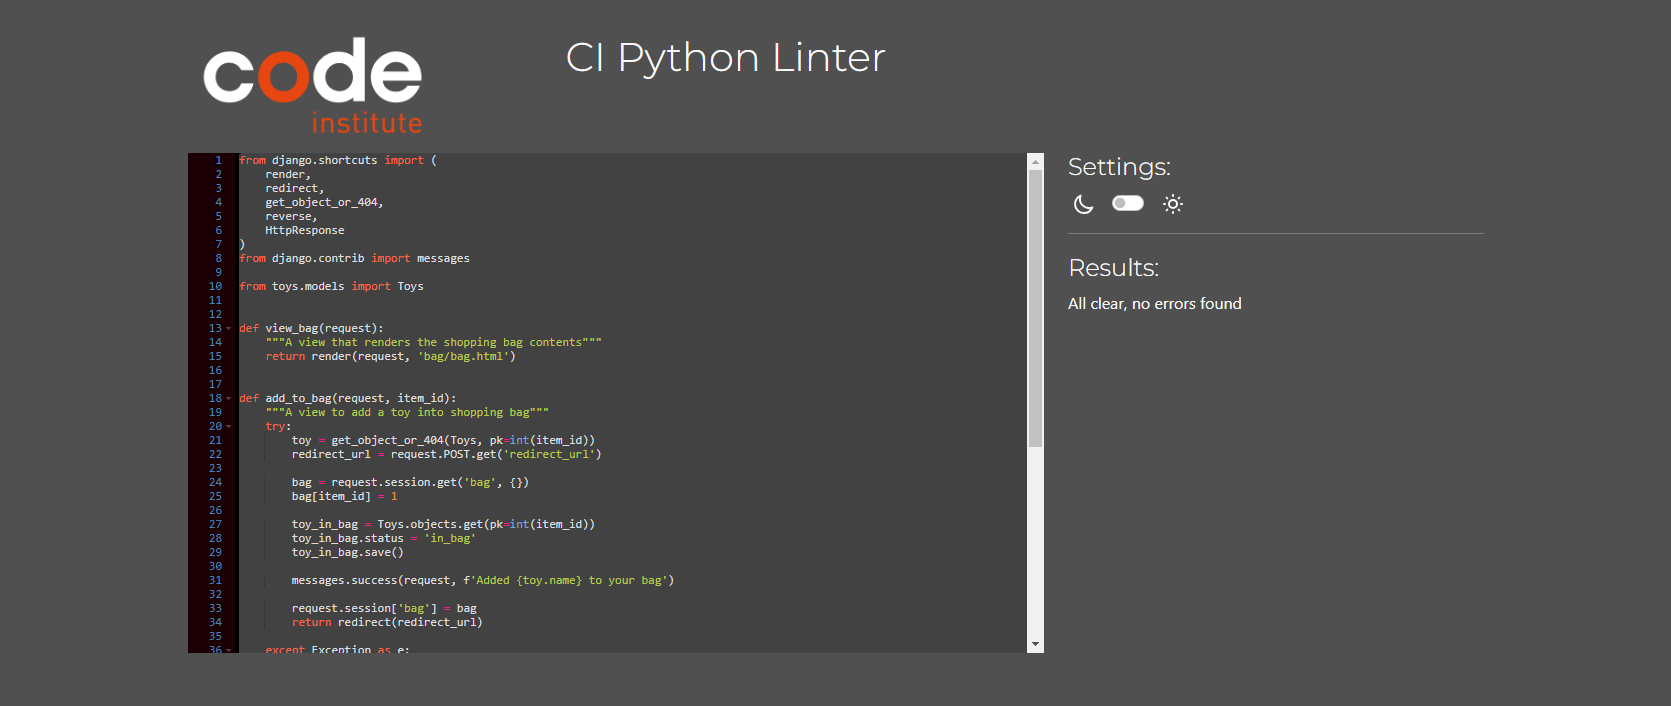 code
institute
CI Python Linter
1 from django.shortcuts import (
2     render,
3     redirect,
4     get_object_or_404,
5     reverse,
6     HttpResponse
7 )
8 from django.contrib import messages
9
10 from toys.models import Toys
11
12
13 def view_bag(request):
14     """A view that renders the shopping bag contents"""
15     return render(request, 'bag/bag.html')
16
17
18 def add_to_bag(request, item_id):
19     """A view to add a toy into shopping bag"""
20     try:
21         toy = get_object_or_404(Toys, pk=int(item_id))
22         redirect_url = request.POST.get('redirect_url')
23
24         bag = request.session.get('bag', {})
25         bag[item_id] = 1
26
27         toy_in_bag = Toys.objects.get(pk=int(item_id))
28         toy_in_bag.status = 'in_bag'
29         toy_in_bag.save()
30
31         messages.success(request, f'Added {toy.name} to your bag')
32
33         request.session['bag'] = bag
34         return redirect(redirect_url)
35
36     except Exception as e:
Settings:
Results:
All clear, no errors found